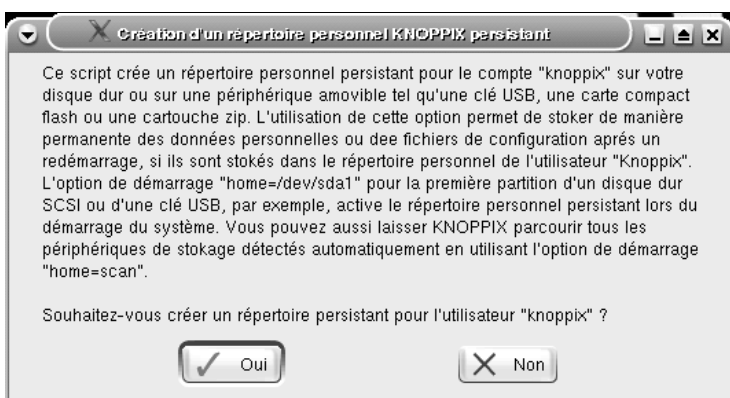 Création d'un répertoire personnel KNOPPIX persistant
Ce script crée un répertoire personnel persistant pour le compte "knoppix" sur votre
disque dur ou sur une périphérique amovible tel qu'une clé USB, une carte compact
flash ou une cartouche zip. L'utilisation de cette option permet de stoker de manière
permanente des données personnelles ou dee fichiers de configuration aprés un
redémarrage, si ils sont stokés dans le répertoire personnel de l'utilisateur "Knoppix".
L'option de démarrage "home=/dev/sda1" pour la première partition d'un disque dur
SCSI ou d'une clé USB, par exemple, active le répertoire personnel persistant lors du
démarrage du système. Vous pouvez aussi laisser KNOPPIX parcourir tous les
périphériques de stokage détectés automatiquement en utilisant l'option de démarrage
"home=scan".
Souhaitez-vous créer un répertoire persistant pour l'utilisateur "knoppix" ?
Oui
Non